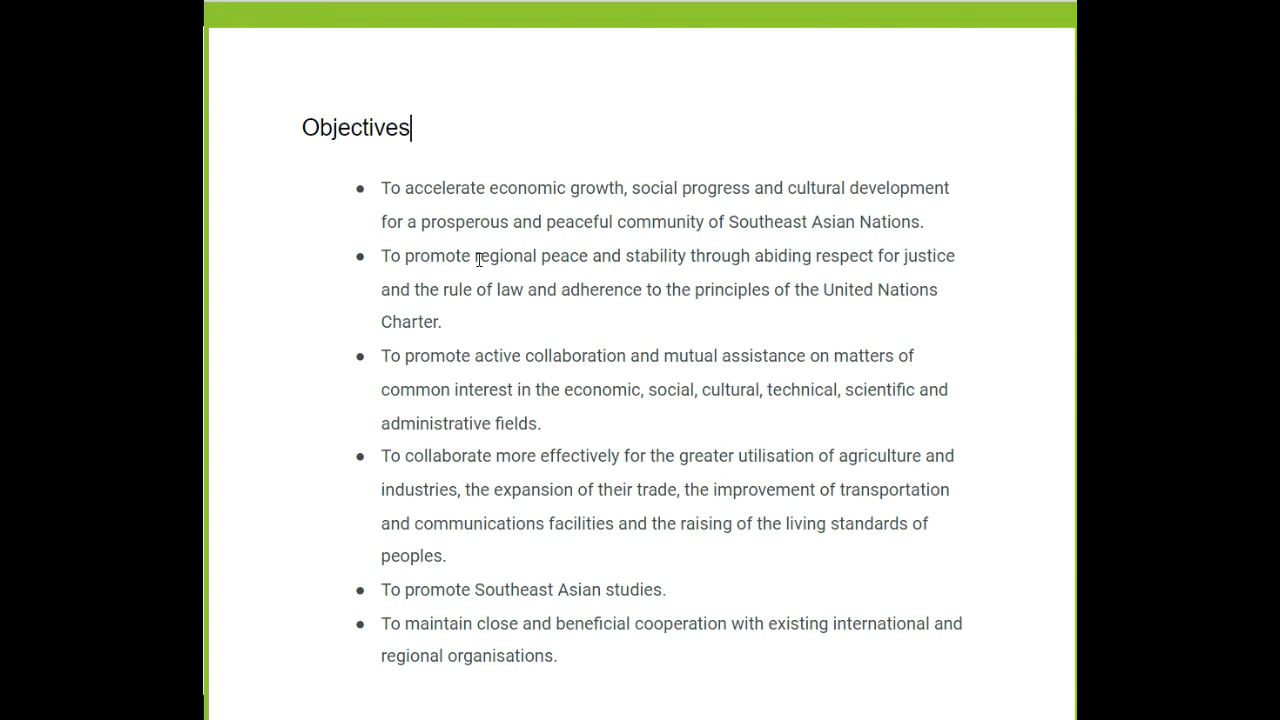 Objectives
● To accelerate economic growth, social progress and cultural development
for a prosperous and peaceful community of Southeast Asian Nations.
● To promote regional peace and stability through abiding respect for justice
and the rule of law and adherence to the principles of the United Nations
Charter.
● To promote active collaboration and mutual assistance on matters of
common interest in the economic, social, cultural, technical, scientific and
administrative fields.
● To collaborate more effectively for the greater utilisation of agriculture and
industries, the expansion of their trade, the improvement of transportation
and communications facilities and the raising of the living standards of
peoples.
● To promote Southeast Asian studies.
● To maintain close and beneficial cooperation with existing international and
regional organisations.